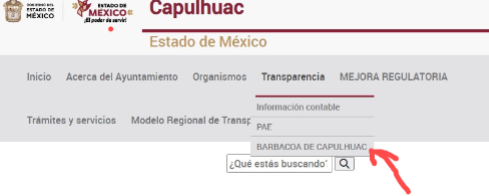 GOBIERNO DEL
ESTADO DE
MÉXICO
ESTADO DE
MÉXICO
¡El poder de servir!
Capulhuac
Estado de México
Inicio Acerca del Ayuntamiento Organismos Transparencia MEJORA REGULATORIA
Información contable
Trámites y servicios Modelo Regional de Transp
PAE
BARBACOA DE CAPULHUAC
¿Qué estás buscando?